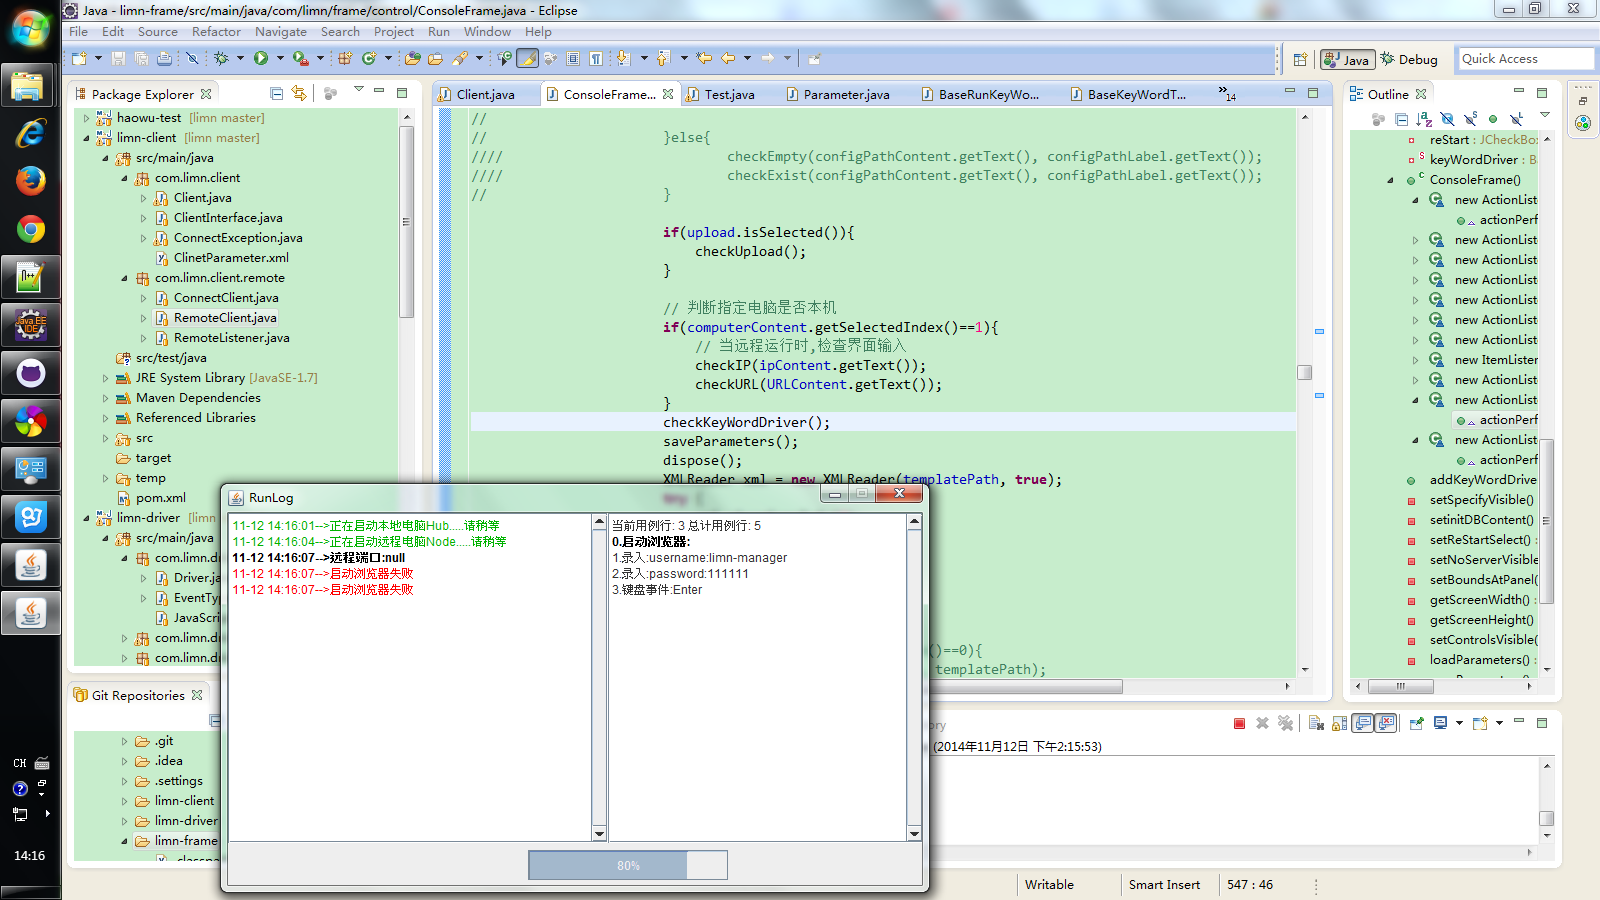 Java - limn-frame/src/main/java/com/limn/frame/control/ConsoleFrame.java - Eclipse
File Edit Source Refactor Navigate Search Project Run Window Help
Java Debug Quick Access
Package Explorer
haowu-test [limn master]
limn-client [limn master]
src/main/java
com.limn.client
Client.java
ClientInterface.java
ConnectException.java
ClinetParameter.xml
com.limn.client.remote
ConnectClient.java
RemoteClient.java
RemoteListener.java
src/test/java
JRE System Library [JavaSE-1.7]
Maven Dependencies
Referenced Libraries
src
target
temp
pom.xml
limn-driver [limn
src/main/java
com.limn.d
Driver.ja
EventTyp
JavaScri
com.limn.d
com.limn.d
Git Repositories
.git
.idea
.settings
limn-client
limn-driver
limn-frame
.classpa
Client.java ConsoleFrame... Test.java Parameter.java BaseRunKeyWo... BaseKeyWordT... »14
//
// }else{
//// checkEmpty(configPathContent.getText(), configPathLabel.getText());
//// checkExist(configPathContent.getText(), configPathLabel.getText());
// }
if(upload.isSelected()){
checkUpload();
}
// 判断指定电脑是否本机
if(computerContent.getSelectedIndex()==1){
// 当远程运行时,检查界面输入
checkIP(ipContent.getText());
checkURL(URLContent.getText());
}
checkKeyWordDriver();
saveParameters();
dispose();
XMLReader xml = new XMLReader(templatePath, true);
try {
()==0{
templatePath);
Outline
reStart : JCheckBo
keyWordDriver : B
ConsoleFrame()
new ActionList
actionPerf
new ActionList
new ActionList
new ActionList
new ActionList
new ActionList
new ActionList
new ItemListen
new ActionList
new ActionList
actionPerf
new ActionList
actionPerf
addKeyWordDrive
setSpecifyVisible()
setinitDBContent()
setReStartSelect()
setNoServerVisible
setBoundsAtPanel(
getScreenWidth()
getScreenHeight()
setControlsVisible(
loadParameters() :
RunLog
11-12 14:16:01-->正在启动本地电脑Hub.....请稍等
11-12 14:16:04-->正在启动远程电脑Node.....请稍等
11-12 14:16:07-->远程端口:null
11-12 14:16:07-->启动浏览器失败
11-12 14:16:07-->启动浏览器失败
当前用例行: 3 总计用例行: 5
0.启动浏览器:
1.录入:username:limn-manager
2.录入:password:111111
3.键盘事件:Enter
80%
ory
(2014年11月12日 下午2:15:53)
Writable Smart Insert 547 : 46
CH
14:16